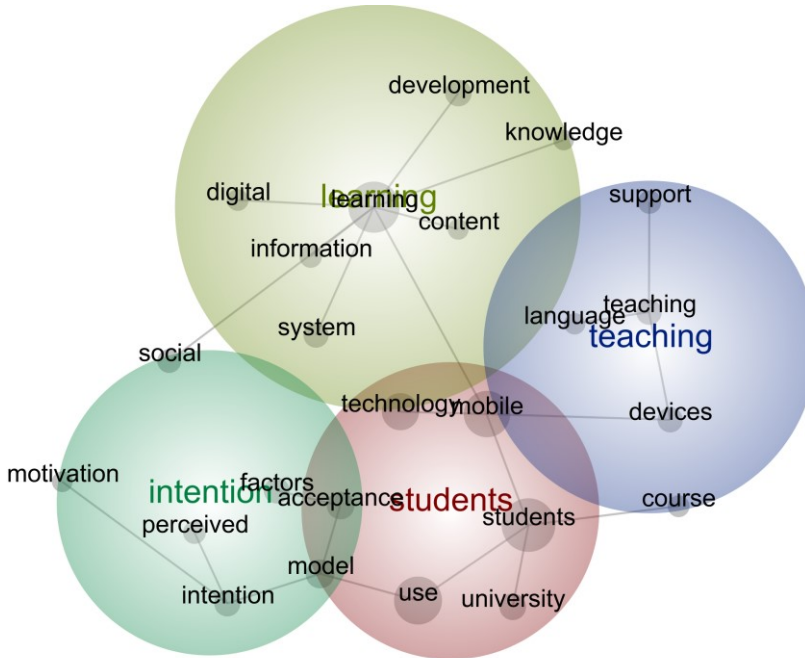 development
knowledge
digital
learning
learning
support
content
information
teaching
language
system
teaching
social
technology
mobile
devices
motivation
factors
intention
acceptance
students
course
perceived
students
model
intention
use
university